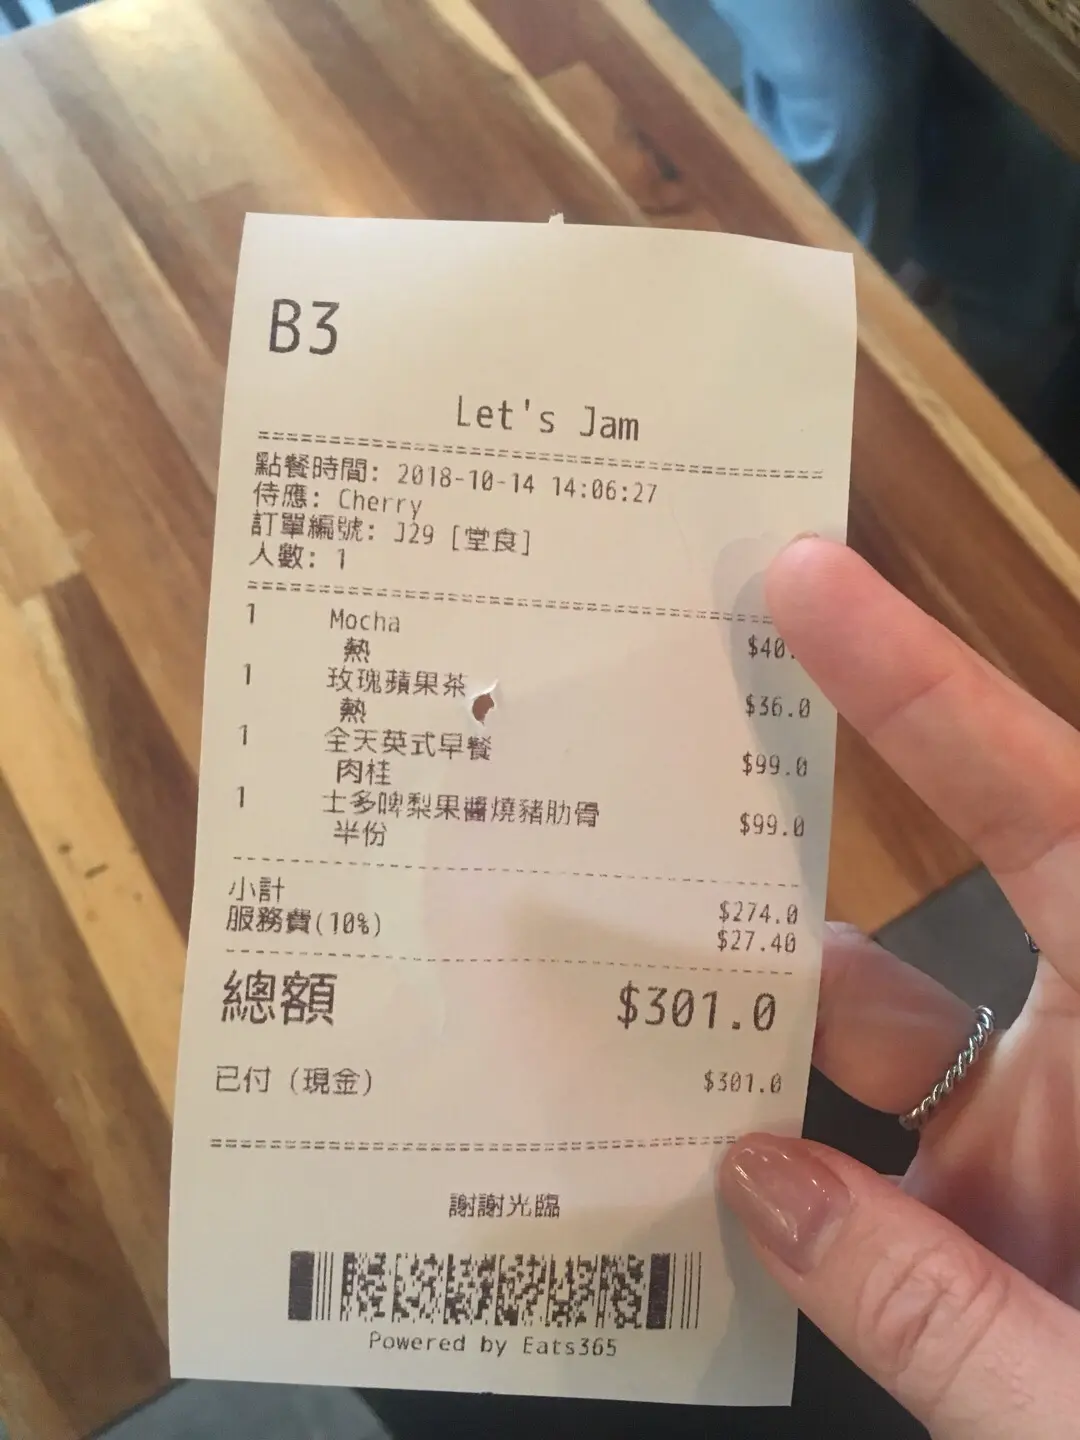 B3
Let's Jam
點餐時間: 2018-10-14 14:06:27
侍應: Cherry
訂單編號: J29 [堂食]
人數: 1
1 Mocha $40.
熱
1 玫瑰蘋果茶 $36.0
熱
1 全天英式早餐 $99.0
肉桂
1 士多啤梨果醬燒豬肋骨 $99.0
半份
小計 $274.0
服務費(10%) $27.40
總額 $301.0
已付 (現金) $301.0
謝謝光臨
Powered by Eats365